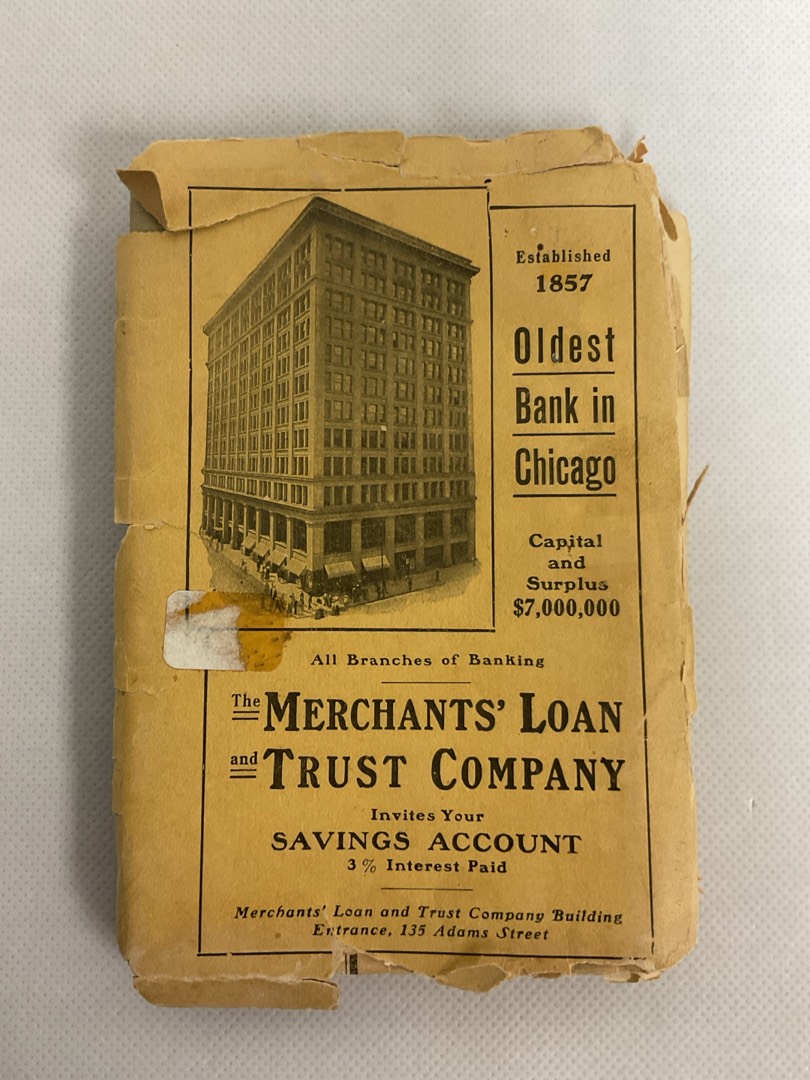 Established
1857
Oldest
Bank in
Chicago
Capital
and
Surplus
$7,000,000
All Branches of Banking
The MERCHANTS' LOAN
and TRUST COMPANY
Invites Your
SAVINGS ACCOUNT
3% Interest Paid
Merchants' Loan and Trust Company Building
Entrance, 135 Adams Street